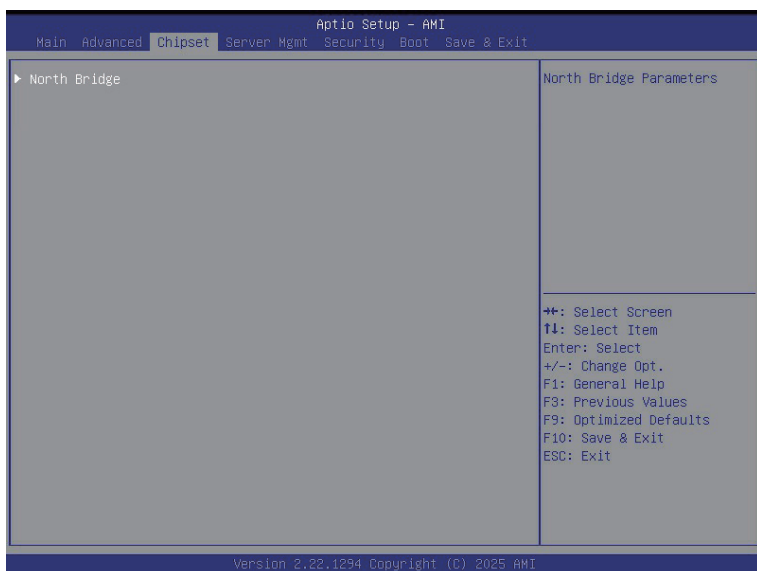 Aptio Setup – AMI
Main Advanced Chipset Server Mgmt Security Boot Save & Exit
▶ North Bridge
North Bridge Parameters
→←: Select Screen
↑↓: Select Item
Enter: Select
+/-: Change Opt.
F1: General Help
F3: Previous Values
F9: Optimized Defaults
F10: Save & Exit
ESC: Exit
Version 2.22.1294 Copyright (C) 2025 AMI